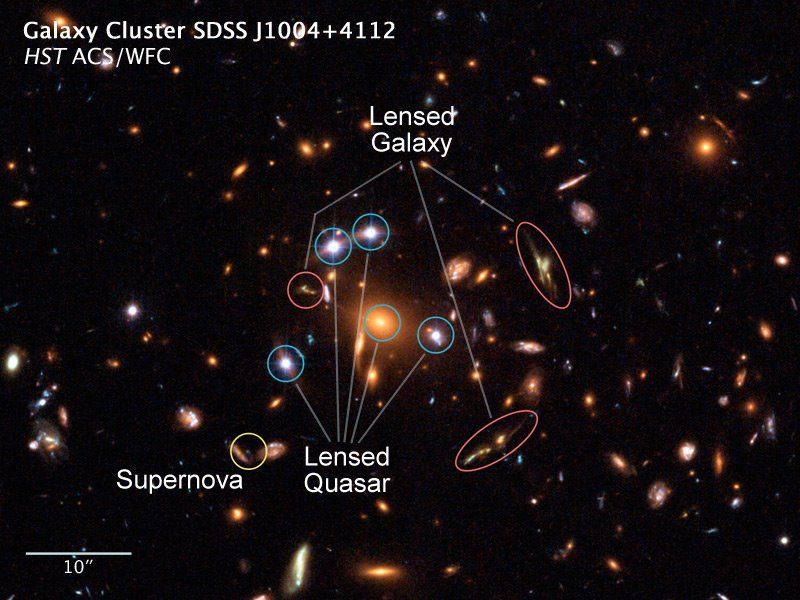 Galaxy Cluster SDSS J1004+4112
HST ACS/WFC
Lensed
Galaxy
Supernova
Lensed
Quasar
10″